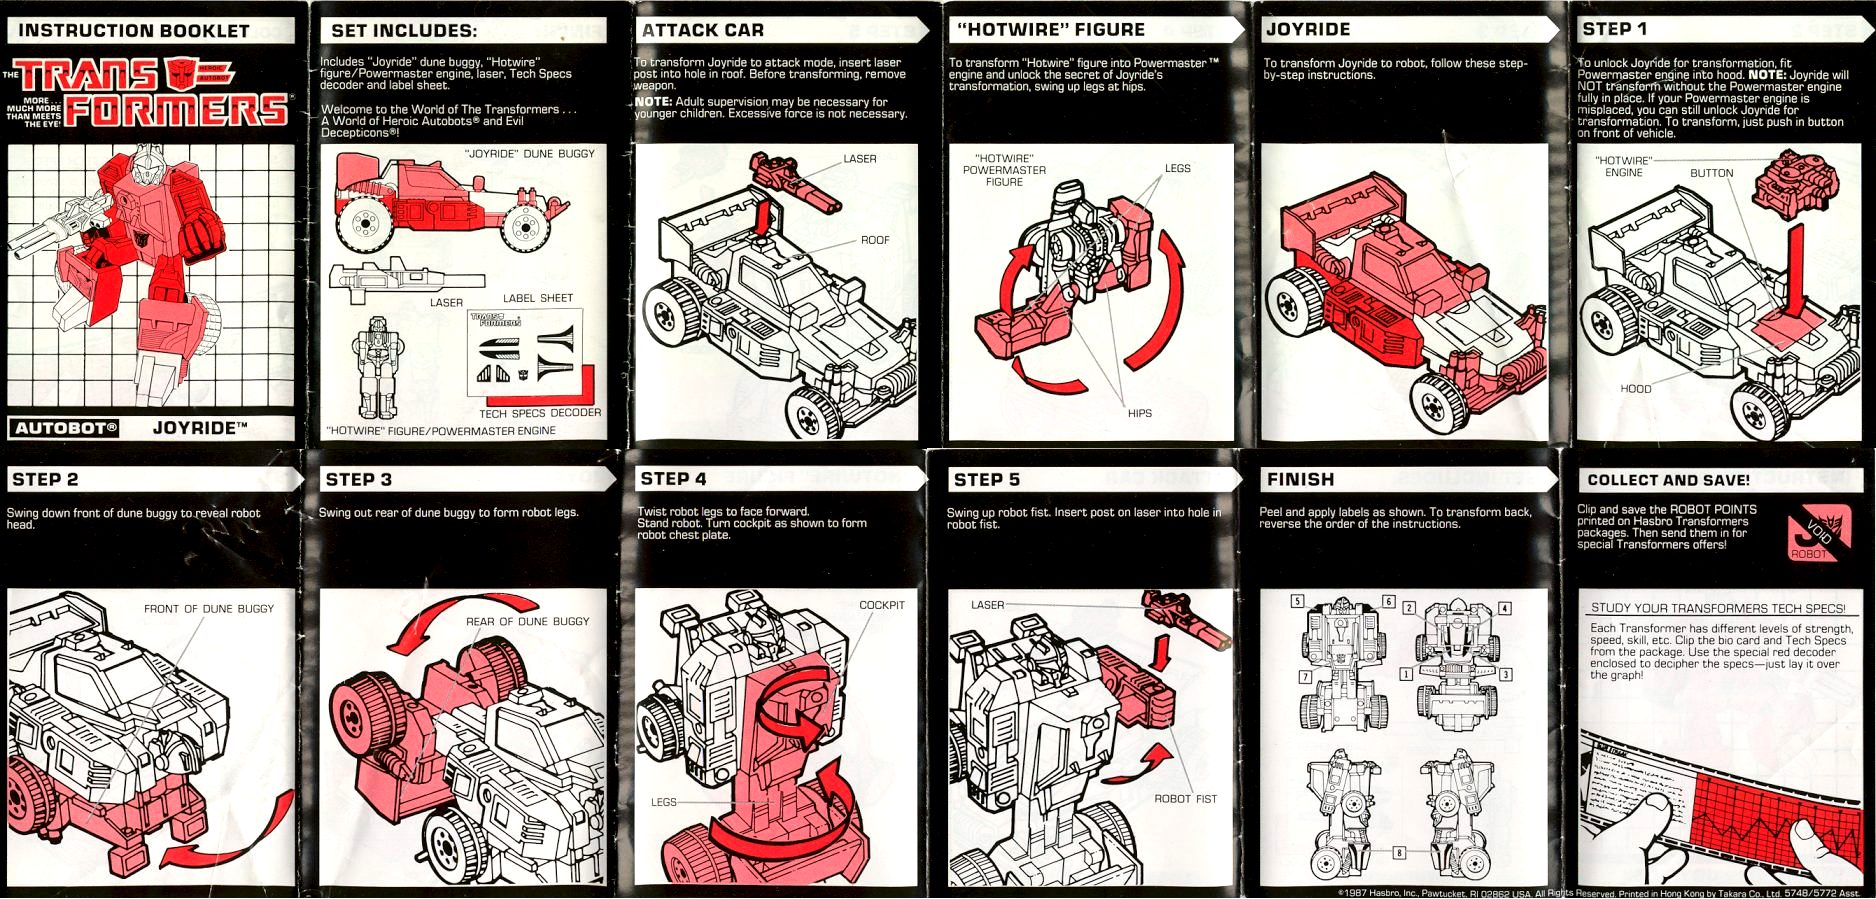 INSTRUCTION BOOKLET
THE TRANSFORMERS
HEROIC
AUTOBOT
MORE...
MUCH MORE
THAN MEETS
THE EYE!
AUTOBOT® JOYRIDE™
SET INCLUDES:
Includes "Joyride" dune buggy, "Hotwire"
figure/Powermaster engine, laser, Tech Specs
decoder and label sheet.
Welcome to the World of The Transformers . . .
A World of Heroic Autobots® and Evil
Decepticons®!
"JOYRIDE" DUNE BUGGY
LASER
LABEL SHEET
TRANSFORMERS
TECH SPECS DECODER
"HOTWIRE" FIGURE/POWERMASTER ENGINE
ATTACK CAR
To transform Joyride to attack mode, insert laser
post into hole in roof. Before transforming, remove
weapon.
NOTE: Adult supervision may be necessary for
younger children. Excessive force is not necessary.
LASER
ROOF
"HOTWIRE" FIGURE
To transform "Hotwire" figure into Powermaster™
engine and unlock the secret of Joyride's
transformation, swing up legs at hips.
"HOTWIRE"
POWERMASTER
FIGURE
LEGS
HIPS
JOYRIDE
To transform Joyride to robot, follow these step-
by-step instructions.
STEP 1
To unlock Joyride for transformation, fit
Powermaster engine into hood. NOTE: Joyride will
NOT transform without the Powermaster engine
fully in place. If your Powermaster engine is
misplaced, you can still unlock Joyride for
transformation. To transform, just push in button
on front of vehicle.
"HOTWIRE"
ENGINE
BUTTON
HOOD
STEP 2
Swing down front of dune buggy to reveal robot
head.
FRONT OF DUNE BUGGY
STEP 3
Swing out rear of dune buggy to form robot legs.
REAR OF DUNE BUGGY
STEP 4
Twist robot legs to face forward.
Stand robot. Turn cockpit as shown to form
robot chest plate.
COCKPIT
LEGS
STEP 5
Swing up robot fist. Insert post on laser into hole in
robot fist.
LASER
ROBOT FIST
FINISH
Peel and apply labels as shown. To transform back,
reverse the order of the instructions.
5 6 2 4
7 1 3
8
COLLECT AND SAVE!
Clip and save the ROBOT POINTS
printed on Hasbro Transformers
packages. Then send them in for
special Transformers offers!
VOID
ROBOT
STUDY YOUR TRANSFORMERS TECH SPECS!
Each Transformer has different levels of strength,
speed, skill, etc. Clip the bio card and Tech Specs
from the package. Use the special red decoder
enclosed to decipher the specs—just lay it over
the graph!
©1987 Hasbro, Inc., Pawtucket, RI 02862 USA. All Rights Reserved. Printed in Hong Kong by Takara Co., Ltd. 5748/5772 Asst.